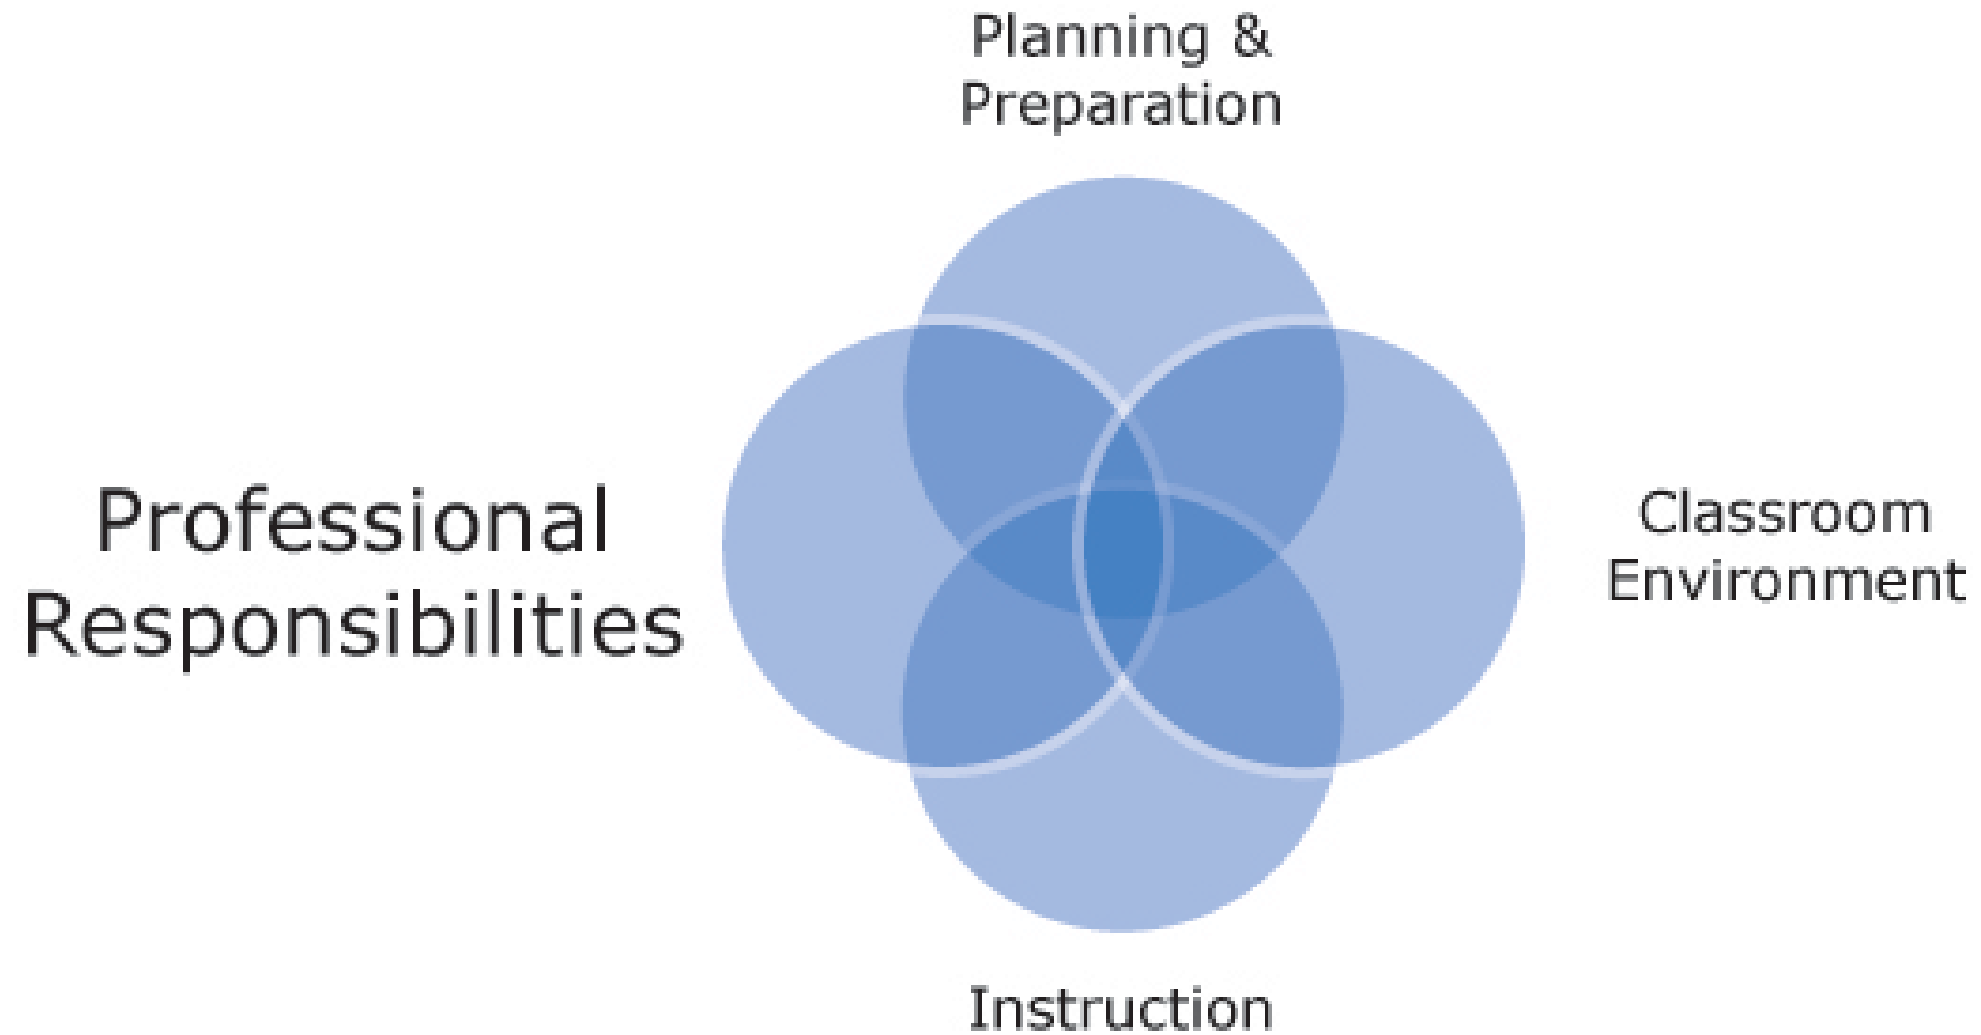 Planning &
Preparation
Professional
Responsibilities
Classroom
Environment
Instruction